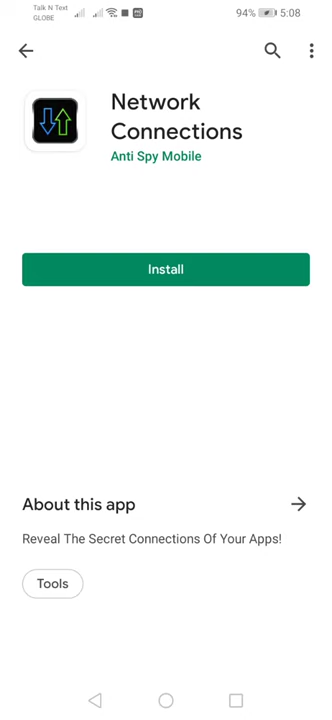 Talk N Text
GLOBE
94% 5:08
Network
Connections
Anti Spy Mobile
Install
About this app
Reveal The Secret Connections Of Your Apps!
Tools